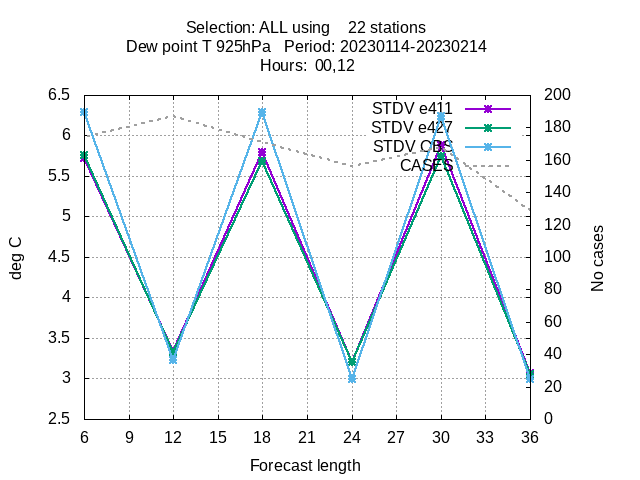 Selection: ALL using    22 stations
Dew point T 925hPa   Period: 20230114-20230214
Hours:  00,12
6.5
6
5.5
5
4.5
4
3.5
3
2.5
deg C
200
180
160
140
120
100
80
60
40
20
0
No cases
STDV e411
STDV e427
STDV OBS
CASES
6 9 12 15 18 21 24 27 30 33 36
Forecast length